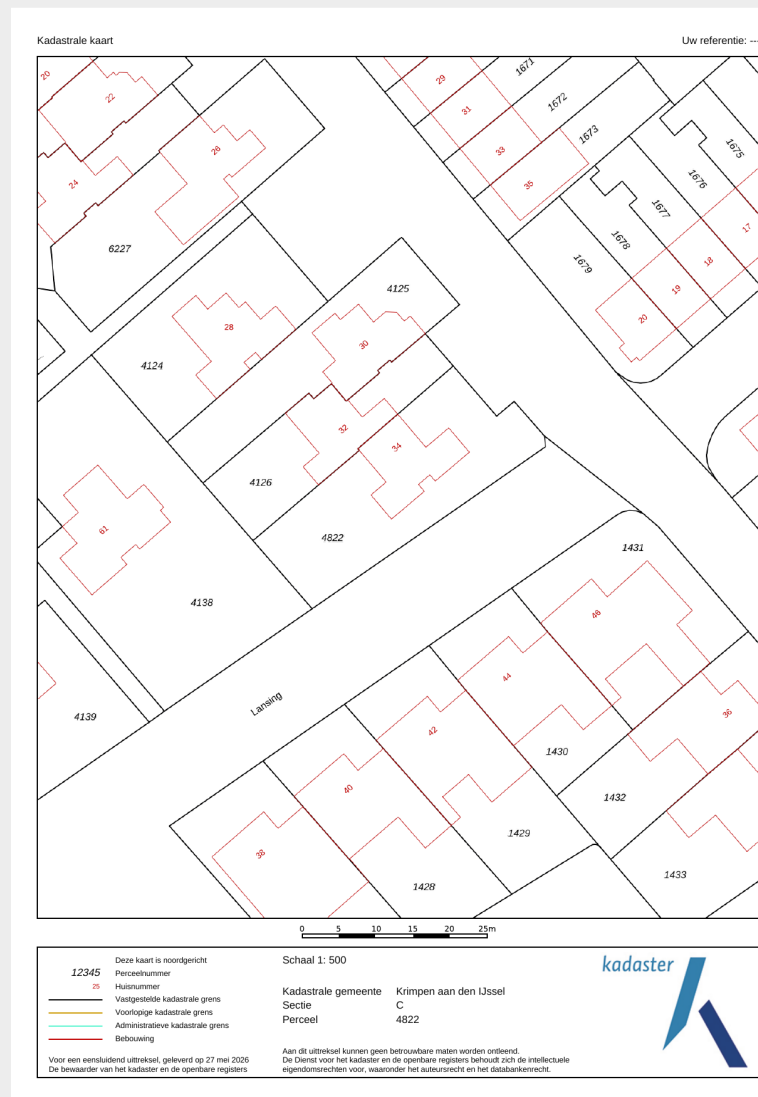 Kadastrale kaart
Uw referentie: --
20
22
24
26
6227
29
31
33
35
1671
1672
1673
1675
1676
1677
1678
1679
17
18
19
20
4125
28
30
4124
32
34
4126
4822
61
4138
4139
Lansing
1431
46
44
42
40
38
36
1430
1432
1429
1428
1433
0 5 10 15 20 25m
12345
25
Deze kaart is noordgericht
Perceelnummer
Huisnummer
Vastgestelde kadastrale grens
Voorlopige kadastrale grens
Administratieve kadastrale grens
Bebouwing
Voor een eensluidend uittreksel, geleverd op 27 mei 2026
De bewaarder van het kadaster en de openbare registers
Schaal 1: 500
Kadastrale gemeente Krimpen aan den IJssel
Sectie C
Perceel 4822
Aan dit uittreksel kunnen geen betrouwbare maten worden ontleend.
De Dienst voor het kadaster en de openbare registers behoudt zich de intellectuele
eigendomsrechten voor, waaronder het auteursrecht en het databankenrecht.
kadaster